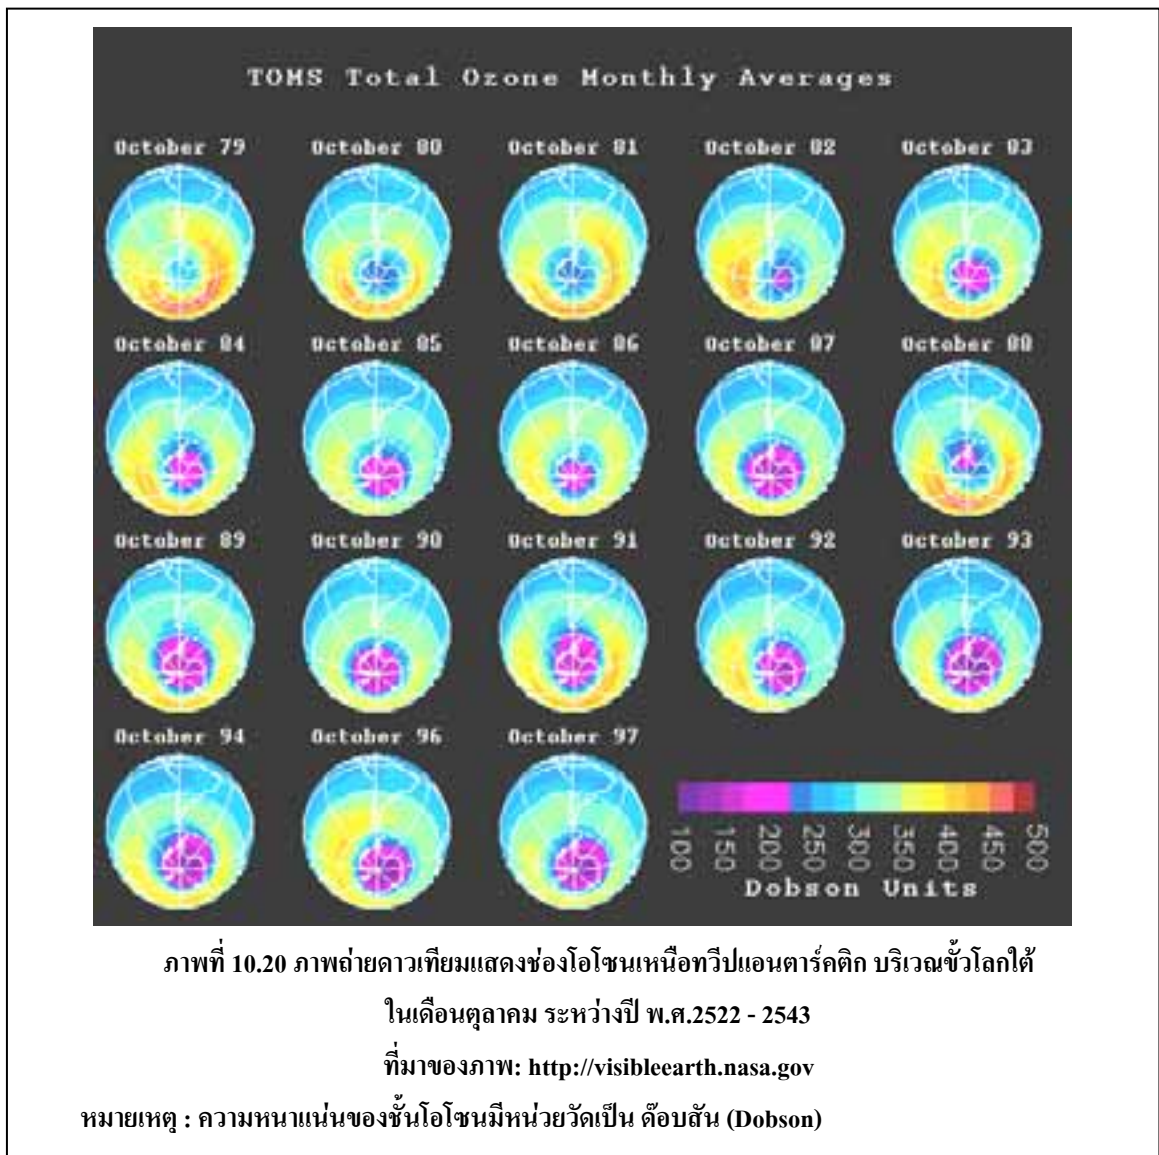 TOMS Total Ozone Monthly Averages
October 79 October 80 October 81 October 82 October 83
October 84 October 85 October 86 October 87 October 88
October 89 October 90 October 91 October 92 October 93
October 94 October 96 October 97
100 150 200 250 300 350 400 450 500
Dobson Units
ภาพที่ 10.20 ภาพถ่ายดาวเทียมแสดงช่องโอโซนเหนือทวีปแอนตาร์คติก บริเวณขั้วโลกใต้
ในเดือนตุลาคม ระหว่างปี พ.ศ.2522 - 2543
ที่มาของภาพ: http://visibleearth.nasa.gov
หมายเหตุ : ความหนาแน่นของชั้นโอโซนมีหน่วยวัดเป็น ด๊อบสัน (Dobson)